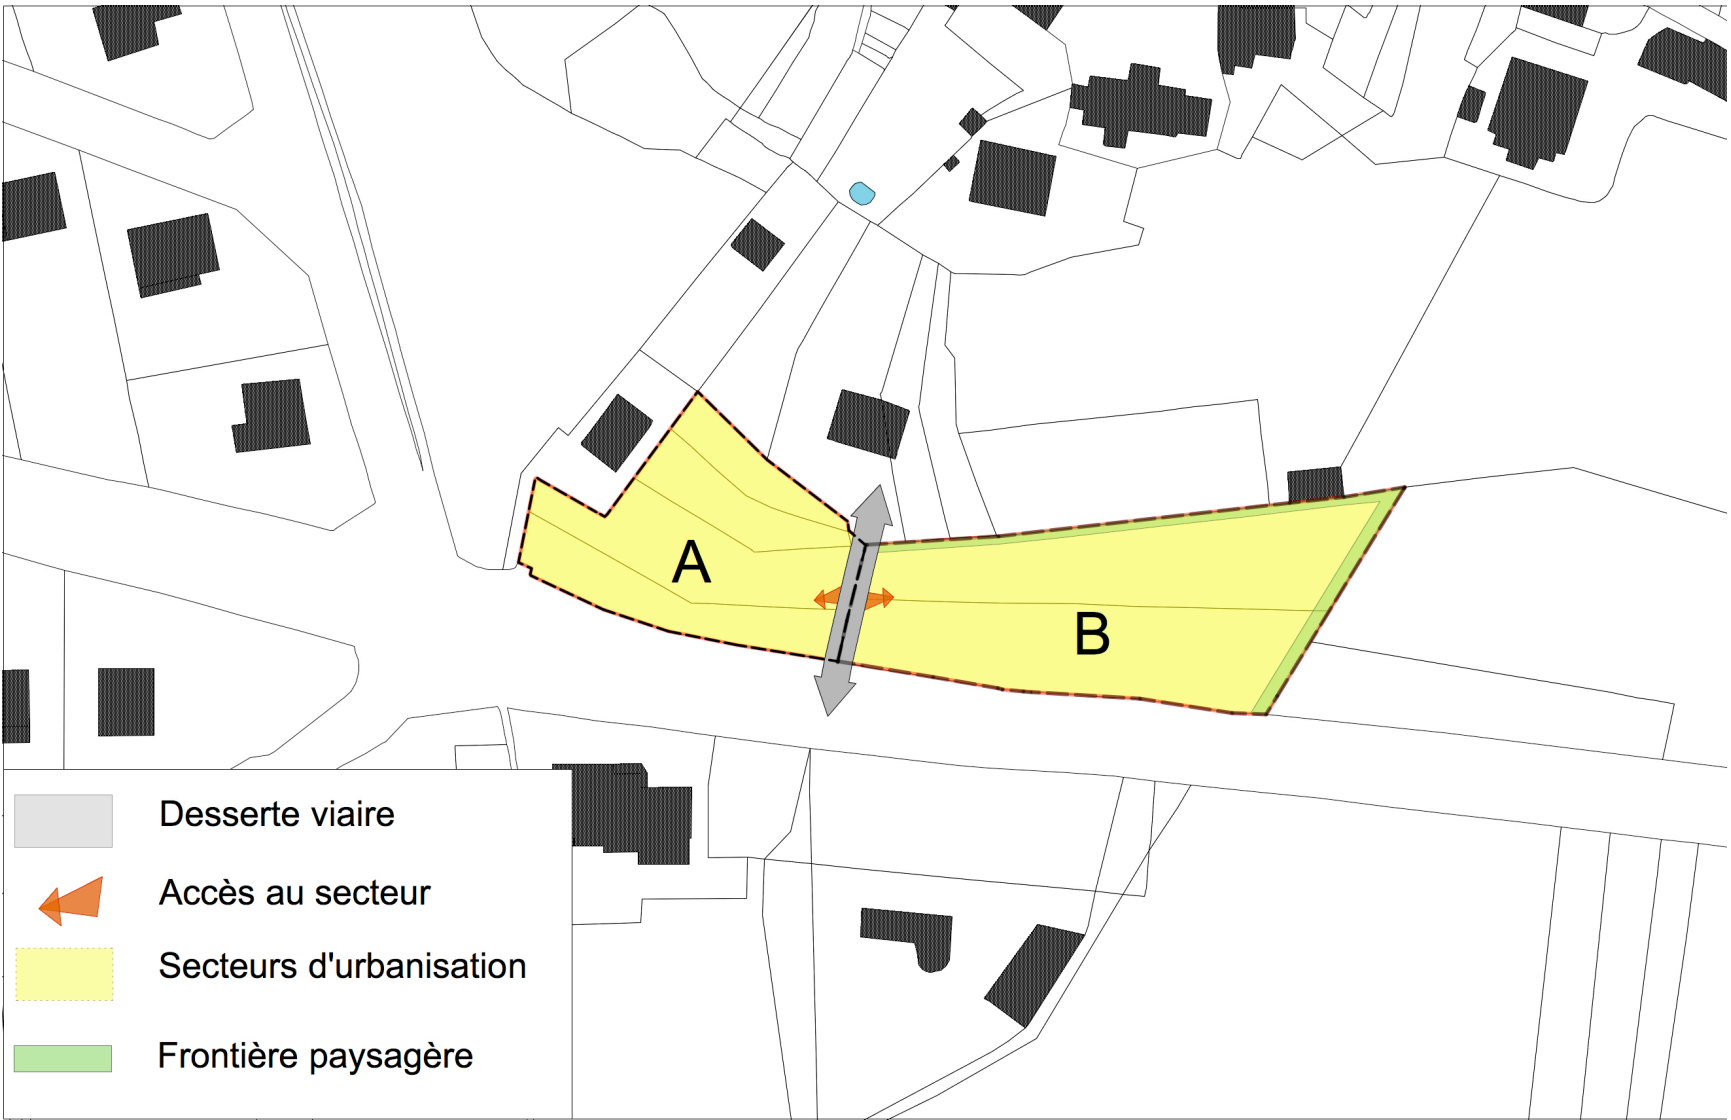 A
B
Desserte viaire
Accès au secteur
Secteurs d'urbanisation
Frontière paysagère